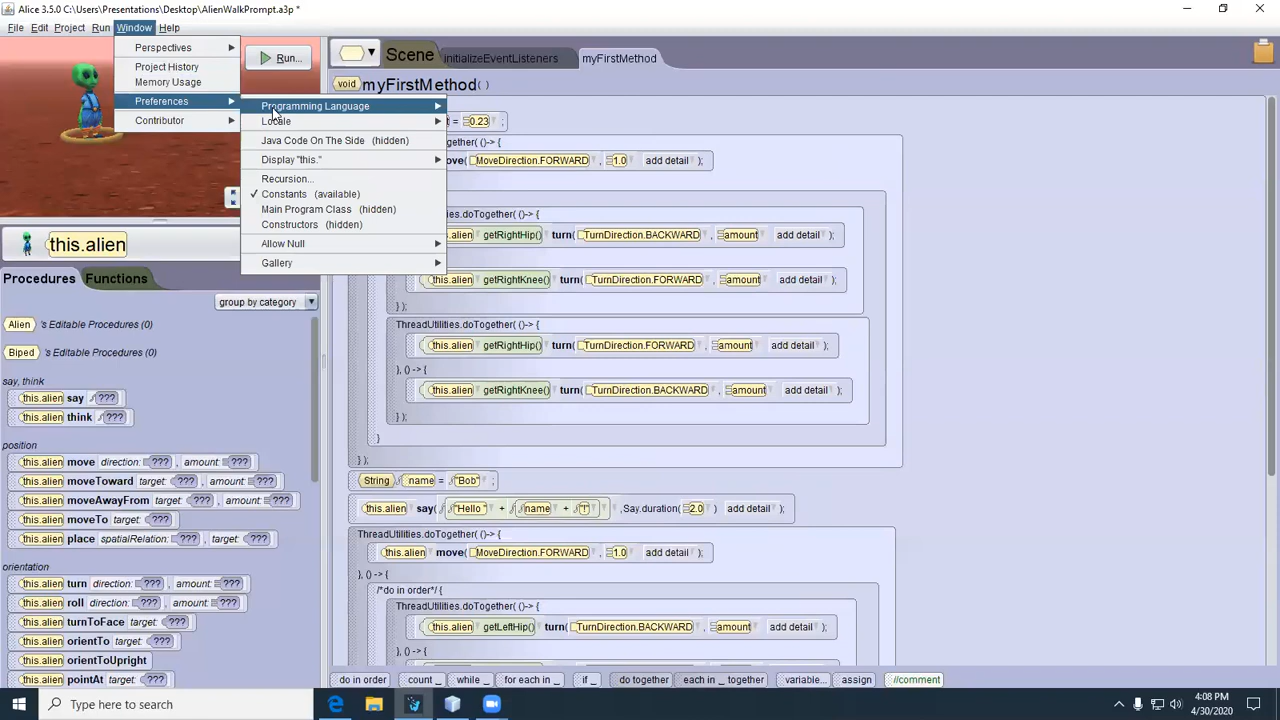 Alice 3.5.0 C:\Users\Presentations\Desktop\AlienWalkPrompt.a3p *
File Edit Project Run Window Help
Perspectives
Project History
Memory Usage
Preferences
Contributor
Programming Language
Locale
Java Code On The Side (hidden)
Display "this."
Recursion...
Constants (available)
Main Program Class (hidden)
Constructors (hidden)
Allow Null
Gallery
Run...
this.alien
Procedures Functions
group by category
Alien 's Editable Procedures (0)
Biped 's Editable Procedures (0)
say, think
this.alien say ???
this.alien think ???
position
this.alien move direction: ??? , amount: ???
this.alien moveToward target: ??? , amount: ???
this.alien moveAwayFrom target: ??? , amount: ???
this.alien moveTo target: ???
this.alien place spatialRelation: ??? , target: ???
orientation
this.alien turn direction: ??? , amount: ???
this.alien roll direction: ??? , amount: ???
this.alien turnToFace target: ???
this.alien orientTo target: ???
this.alien orientToUpright
this.alien pointAt target: ???
Scene initializeEventListeners myFirstMethod
void myFirstMethod ( )
= 0.23 ;
gether( ()-> {
move( MoveDirection.FORWARD , 1.0 add detail );
s.doTogether( ()-> {
alien getRightHip() turn( TurnDirection.BACKWARD , amount add detail );
this.alien getRightKnee() turn( TurnDirection.FORWARD , amount add detail );
} );
ThreadUtilities.doTogether( ()-> {
this.alien getRightHip() turn( TurnDirection.FORWARD , amount add detail );
}, () -> {
this.alien getRightKnee() turn( TurnDirection.BACKWARD , amount add detail );
} );
}
} );
String name = "Bob" ;
this.alien say( "Hello " + name + "!" ,Say.duration( 2.0 ) add detail );
ThreadUtilities.doTogether( ()-> {
this.alien move( MoveDirection.FORWARD , 1.0 add detail );
}, () -> {
/*do in order*/ {
ThreadUtilities.doTogether( ()-> {
this.alien getLeftHip() turn( TurnDirection.BACKWARD , amount add detail );
}, () -> {
do in order count _ while _ for each in _ if _ do together each in _ together variable... assign //comment
Type here to search
4:08 PM
4/30/2020